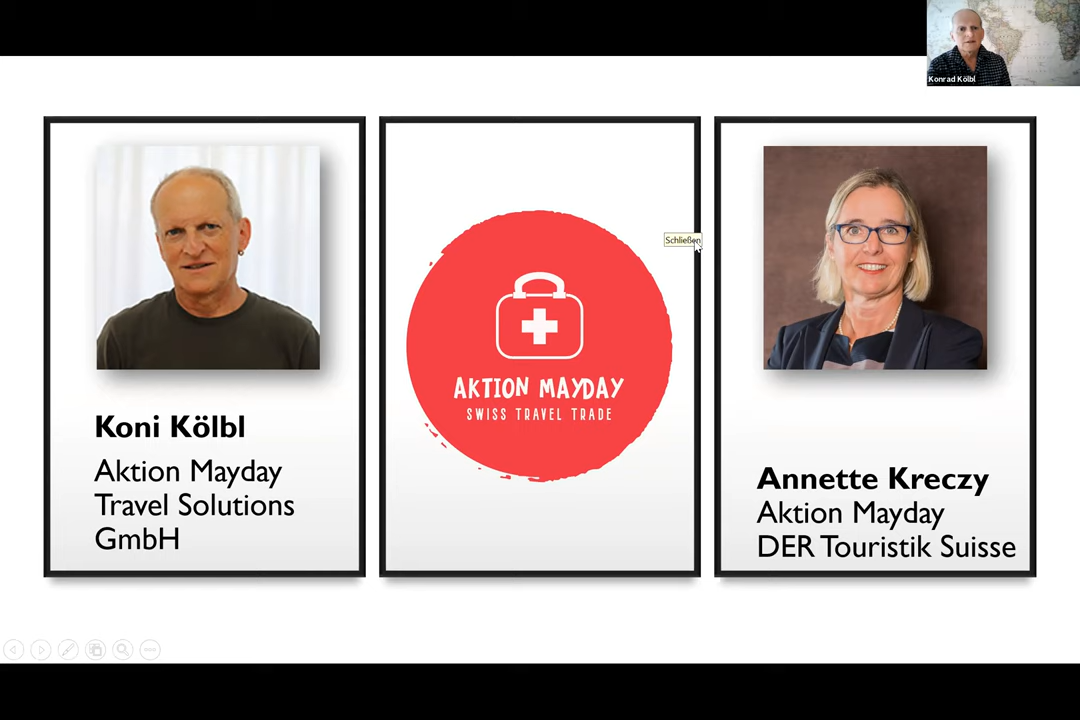 Konrad Kölbl
Schließen
AKTION MAYDAY
SWISS TRAVEL TRADE
Koni Kölbl
Aktion Mayday
Travel Solutions
GmbH
Annette Kreczy
Aktion Mayday
DER Touristik Suisse